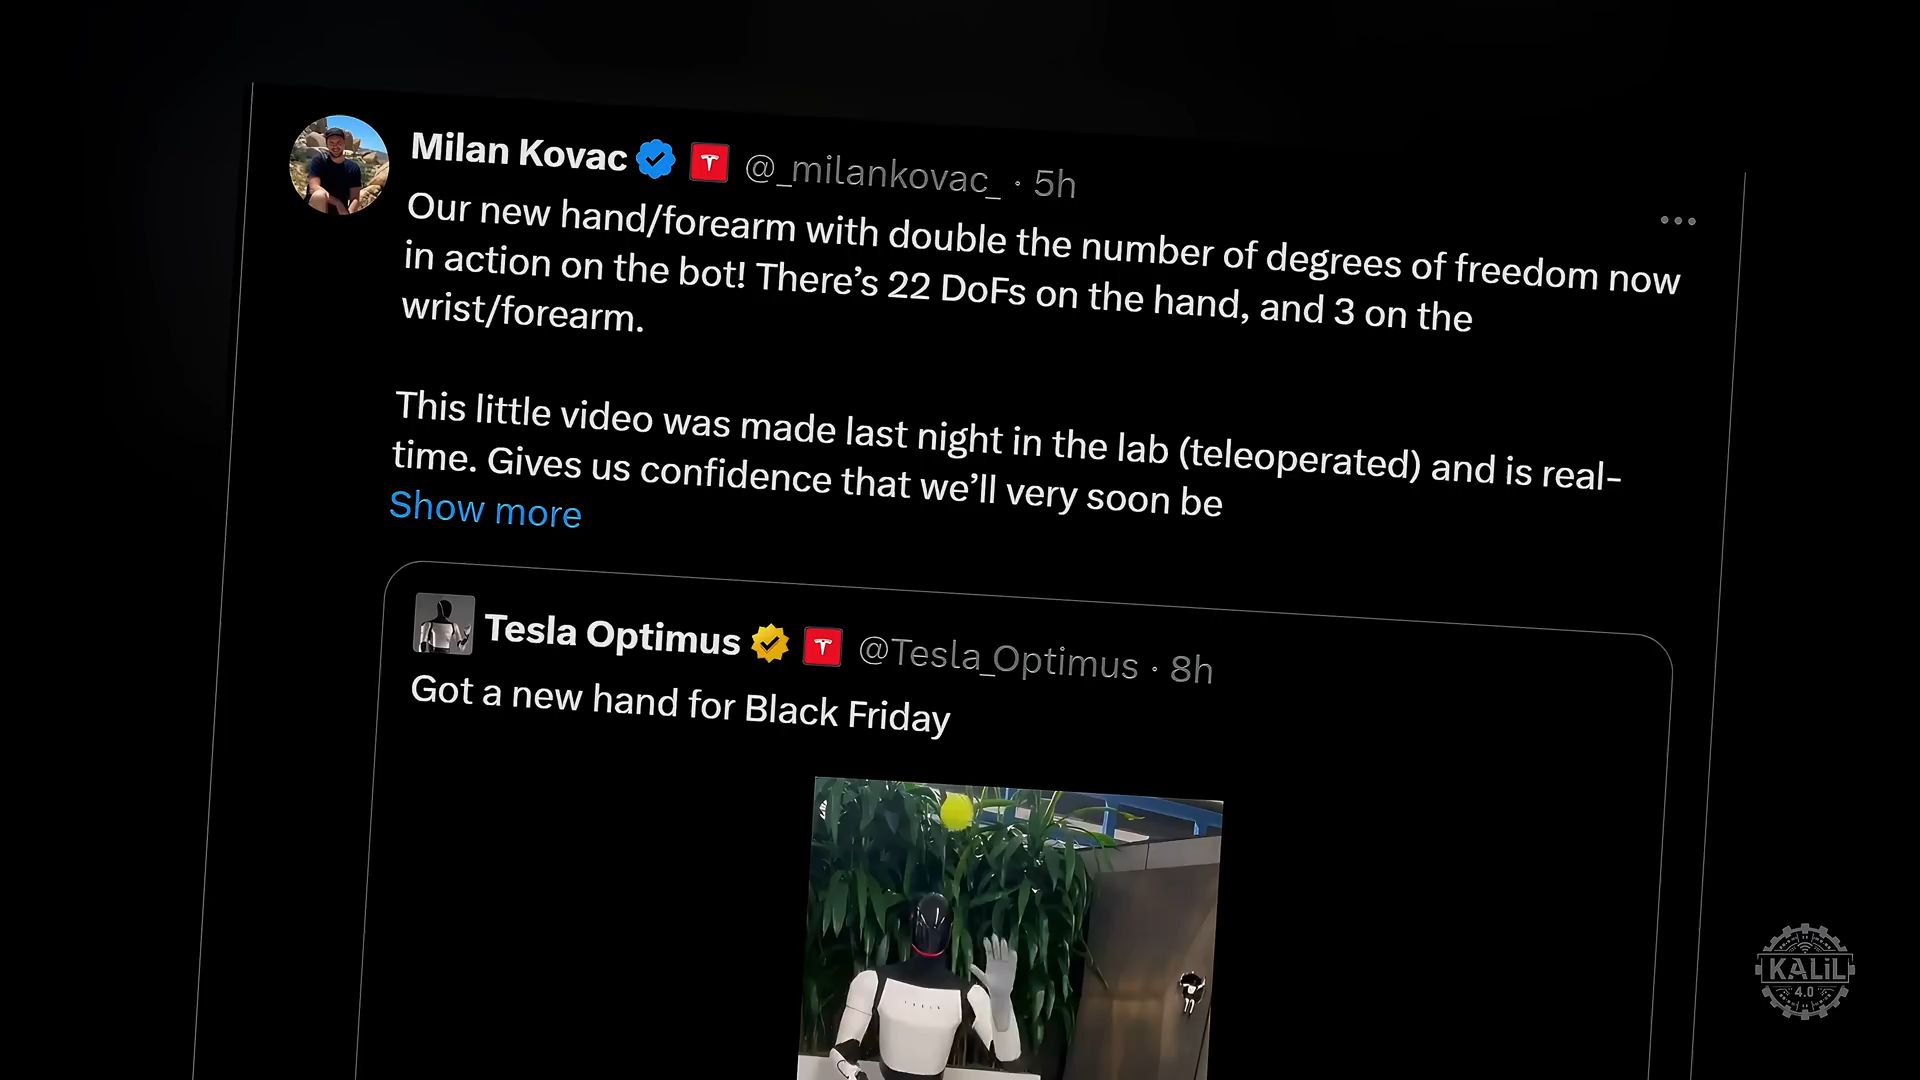 Milan Kovac @_milankovac_ · 5h
Our new hand/forearm with double the number of degrees of freedom now
in action on the bot! There’s 22 DoFs on the hand, and 3 on the
wrist/forearm.
This little video was made last night in the lab (teleoperated) and is real-
time. Gives us confidence that we’ll very soon be
Show more
Tesla Optimus @Tesla_Optimus · 8h
Got a new hand for Black Friday
TESLA
KALiL
4.0